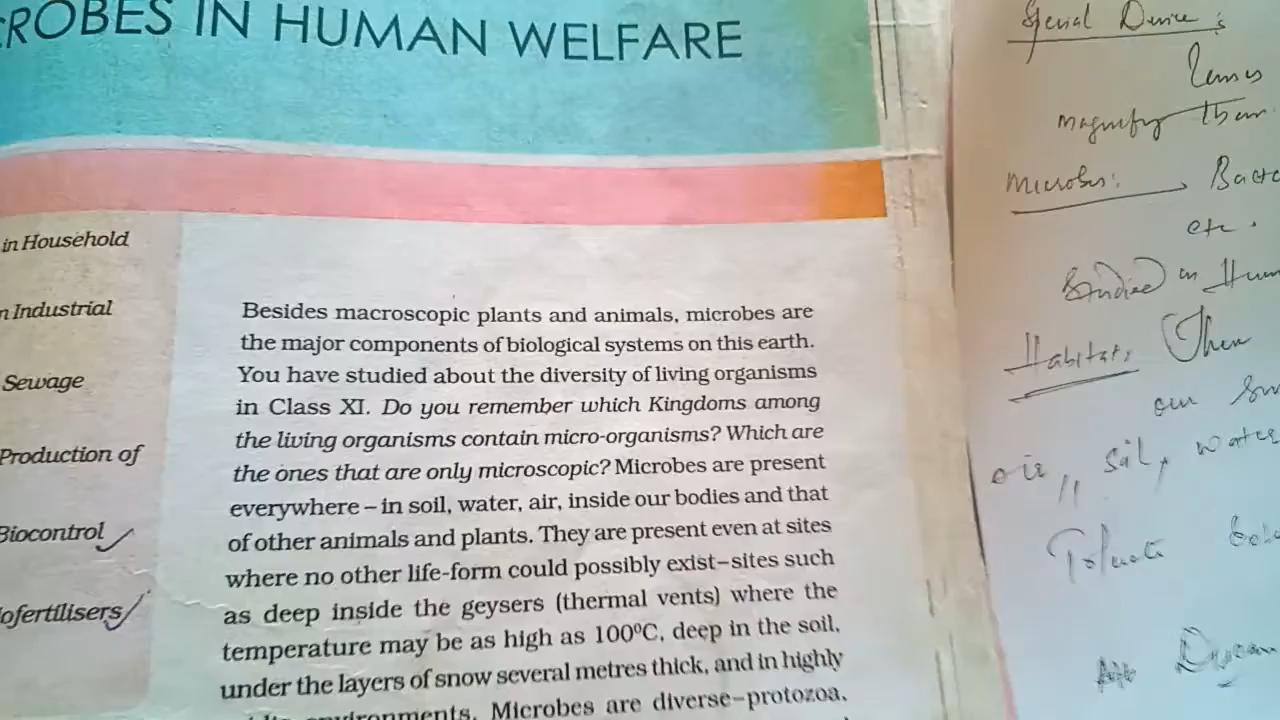 ROBES IN HUMAN WELFARE
in Household
n Industrial
Sewage
Production of
Biocontrol
ofertilisers
Besides macroscopic plants and animals, microbes are
the major components of biological systems on this earth.
You have studied about the diversity of living organisms
in Class XI. Do you remember which Kingdoms among
the living organisms contain micro-organisms? Which are
the ones that are only microscopic? Microbes are present
everywhere – in soil, water, air, inside our bodies and that
of other animals and plants. They are present even at sites
where no other life-form could possibly exist–sites such
as deep inside the geysers (thermal vents) where the
temperature may be as high as 100°C, deep in the soil,
under the layers of snow several metres thick, and in highly
environments. Microbes are diverse–protozoa,
Device :
lenses
magnify them
Microbes: Bacte
etc.
Studied in Hum
Habitat,
our
air, soil, water